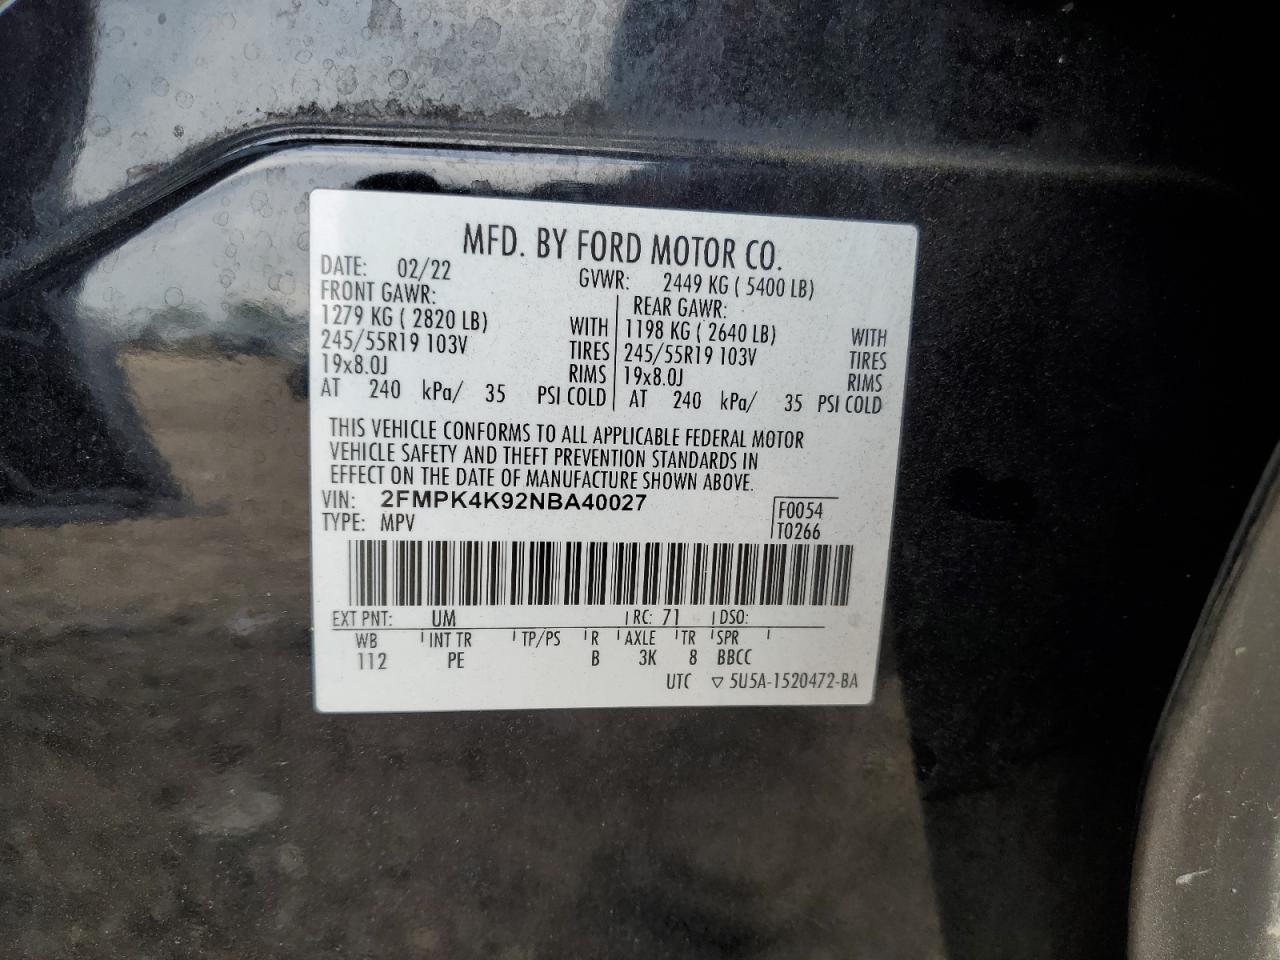 MFD. BY FORD MOTOR CO.
DATE: 02/22 GVWR: 2449 KG ( 5400 LB)
FRONT GAWR: REAR GAWR:
1279 KG ( 2820 LB) WITH 1198 KG ( 2640 LB) WITH
245/55R19 103V TIRES 245/55R19 103V TIRES
19x8.0J RIMS 19x8.0J RIMS
AT 240 kPa/ 35 PSI COLD AT 240 kPa/ 35 PSI COLD
THIS VEHICLE CONFORMS TO ALL APPLICABLE FEDERAL MOTOR
VEHICLE SAFETY AND THEFT PREVENTION STANDARDS IN
EFFECT ON THE DATE OF MANUFACTURE SHOWN ABOVE.
VIN: 2FMPK4K92NBA40027 F0054
TYPE: MPV T0266
EXT PNT: UM RC: 71 DSO:
WB INT TR TP/PS R AXLE TR SPR
112 PE B 3K 8 BBCC
UTC ▽ 5U5A-1520472-BA